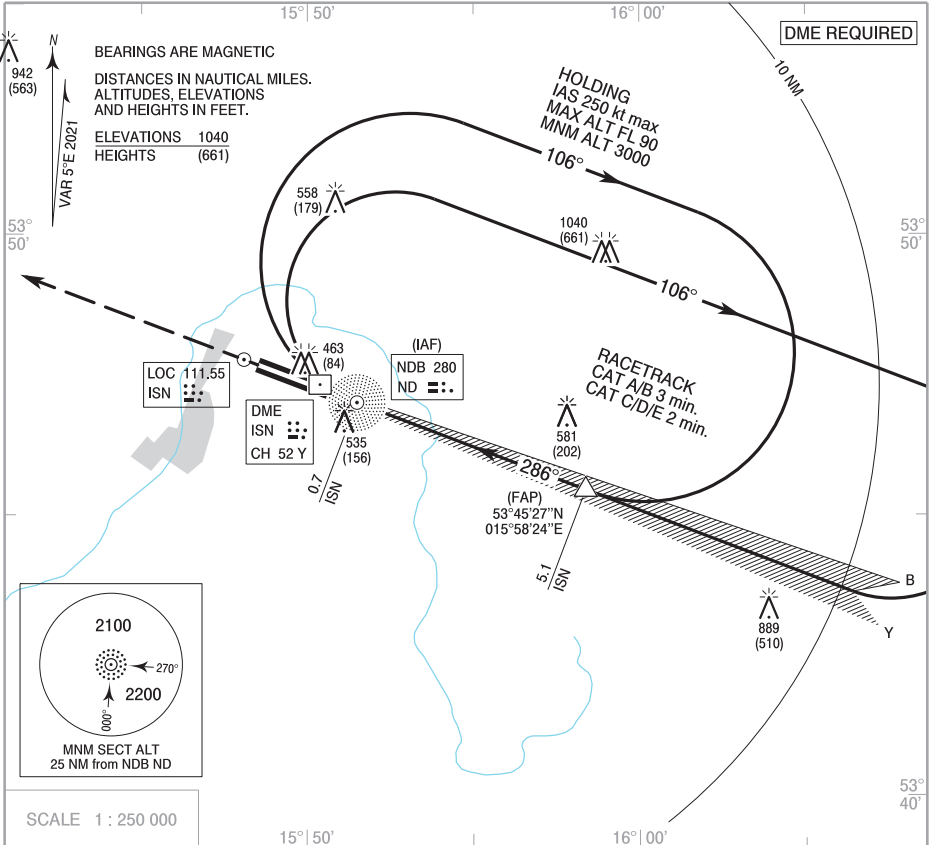 15° 50'
16° 00'
DME REQUIRED
N
942
(563)
VAR 5°E 2021
BEARINGS ARE MAGNETIC
DISTANCES IN NAUTICAL MILES.
ALTITUDES, ELEVATIONS
AND HEIGHTS IN FEET.
ELEVATIONS 1040
HEIGHTS (661)
10 NM
HOLDING
IAS 250 kt max
MAX ALT FL 90
MNM ALT 3000
106°
558
(179)
1040
(661)
106°
53°
50'
53°
50'
RACETRACK
CAT A/B 3 min.
CAT C/D/E 2 min.
463
(84)
(IAF)
NDB 280
ND
LOC 111.55
ISN
DME
ISN
CH 52 Y
535
(156)
0.7
ISN
581
(202)
286°
(FAP)
53°45'27"N
015°58'24"E
5.1
ISN
B
Y
889
(510)
2100
270°
2200
000°
MNM SECT ALT
25 NM from NDB ND
53°
40'
SCALE 1 : 250 000
15° 50'
16° 00'